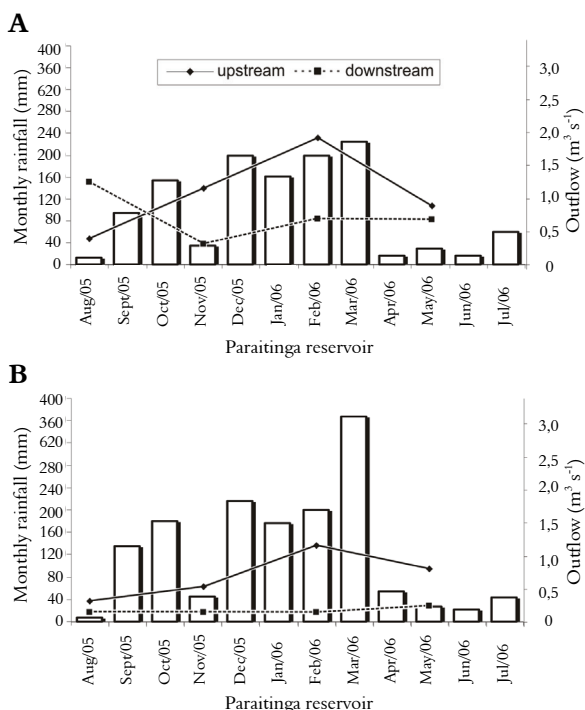 A
Monthly rainfall (mm)
400
360
620
280
240
200
160
120
80
40
0
upstream
downstream
3,0
2,5
2,0
1,5
1,0
0,5
0
Outflow (m³ s⁻¹)
Aug/05
Sept/05
Oct/05
Nov/05
Dec/05
Jan/06
Feb/06
Mar/06
Apr/06
May/06
Jun/06
Jul/06
Paraitinga reservoir
B
Monthly rainfall (mm)
400
360
620
280
240
200
160
120
80
40
0
3,0
2,5
2,0
1,5
1,0
0,5
0
Outflow (m³ s⁻¹)
Aug/05
Sept/05
Oct/05
Nov/05
Dec/05
Jan/06
Feb/06
Mar/06
Apr/06
May/06
Jun/06
Jul/06
Paraitinga reservoir